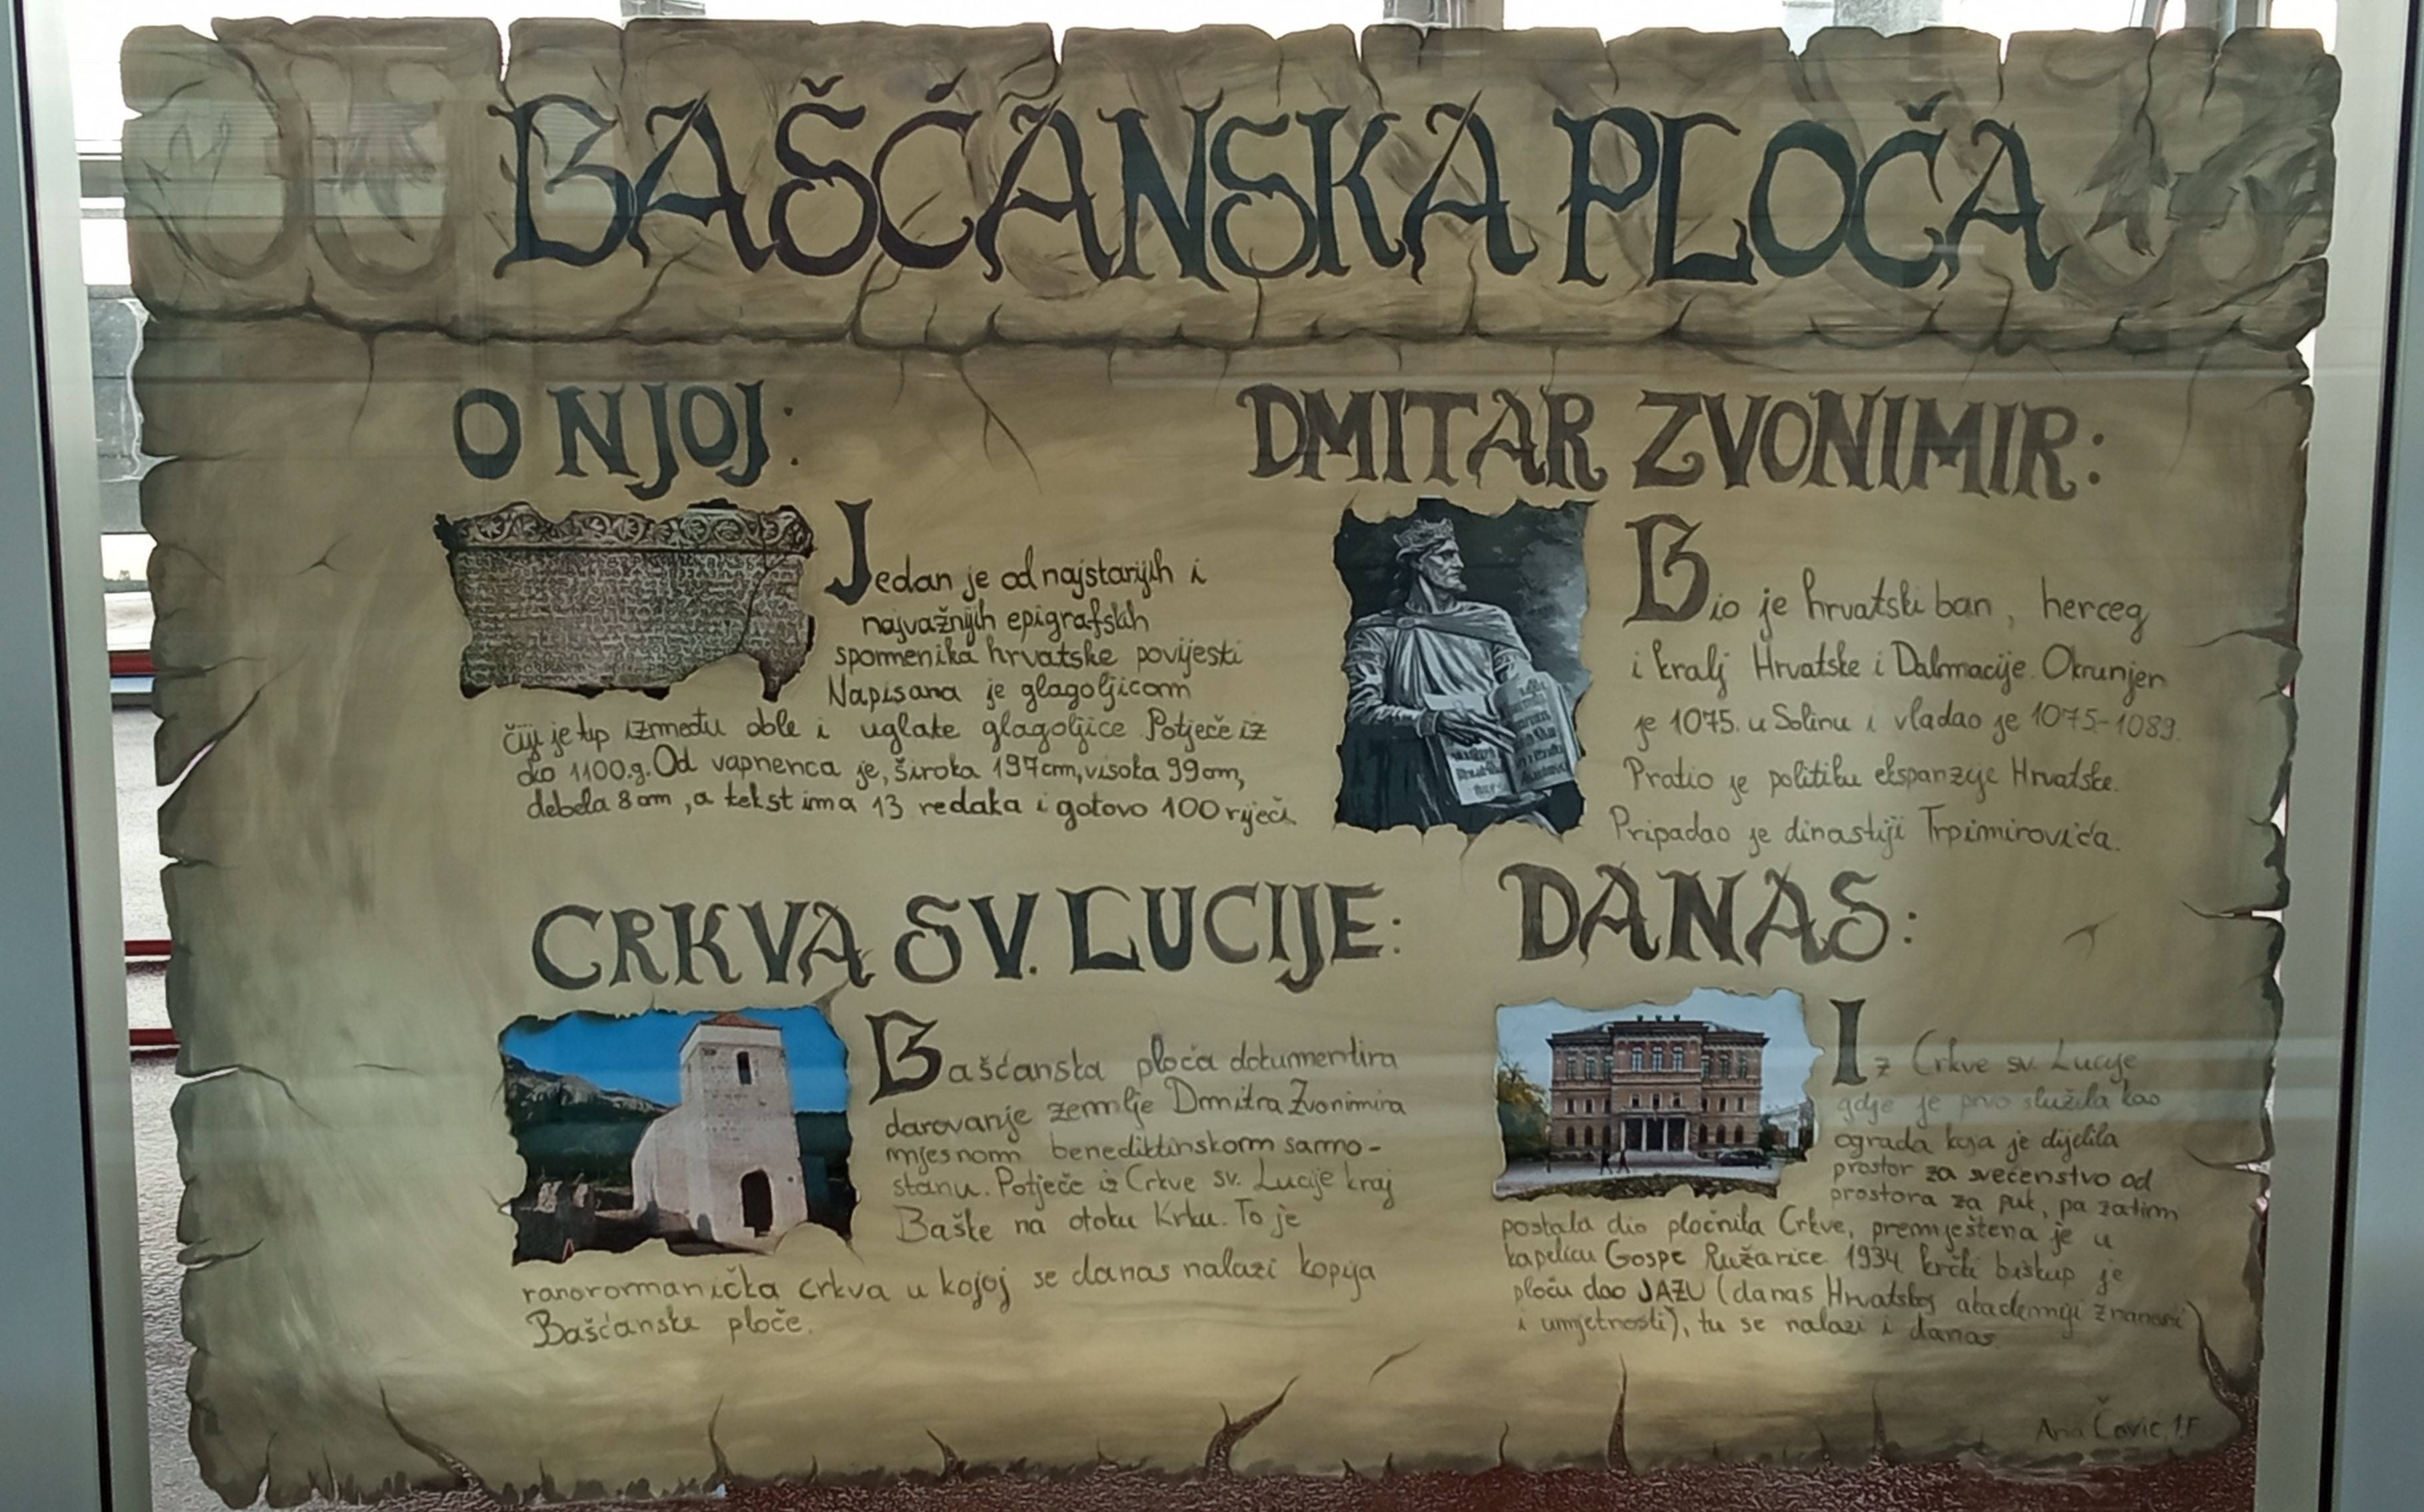 BAŠĆANSKA PLOČA
O NJOJ:
Jedan je od najstarijih i
najvažnijih epigrafskih
spomenika hrvatske povijesti
Napisana je glagoljicom
čiji je tip između oble i uglate glagoljice Potječe iz
oko 1100.g. Od vapnenca je, široka 197cm, visoka 99cm,
debela 8cm, a tekst ima 13 redaka i gotovo 100 riječi.
DMITAR ZVONIMIR:
Bio je hrvatski ban, herceg
i kralj Hrvatske i Dalmacije. Okrunjen
je 1075. u Solinu i vladao je 1075-1089.
Pratio je politiku ekspanzije Hrvatske.
Pripadao je dinastiji Trpimirovića.
CRKVA SV. LUCIJE:
Bašćanska ploča dokumentira
darovanje zemlje Dmitra Zvonimira
mjesnom benediktinskom samo-
stanu. Potječe iz Crkve sv. Lucije kraj
Baške na otoku Krku. To je
ranoromanička crkva u kojoj se danas nalazi kopija
Bašćanske ploče.
DANAS:
Iz Crkve sv. Lucije
gdje je prvo služila kao
ograda koja je dijelila
prostor za svećenstvo od
prostora za puk, pa zatim
postala dio pločnika Crkve, premještena je u
kapelicu Gospe Ružarice. 1934 krčki biskup je
ploču dao JAZU (danas Hrvatskoj akademiji znanosti
i umjetnosti), tu se nalazi i danas.
Čavic, 1.F